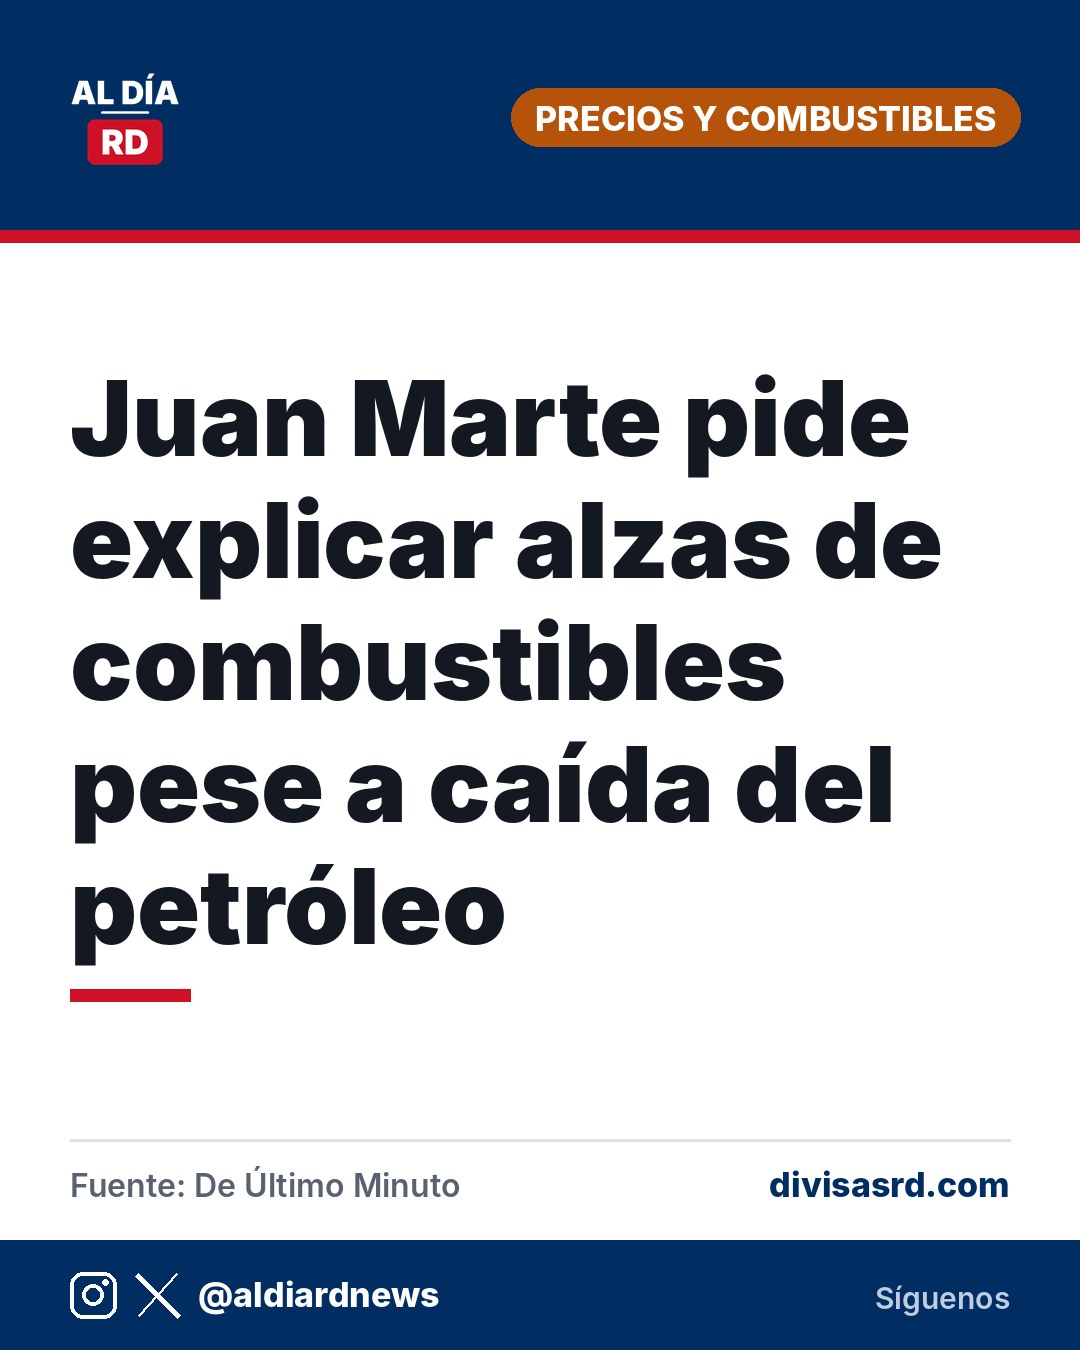 AL DÍA
RD
PRECIOS Y COMBUSTIBLES
Juan Marte pide
explicar alzas de
combustibles
pese a caída del
petróleo
Fuente: De Último Minuto
divisasrd.com
@aldiardnews
Síguenos